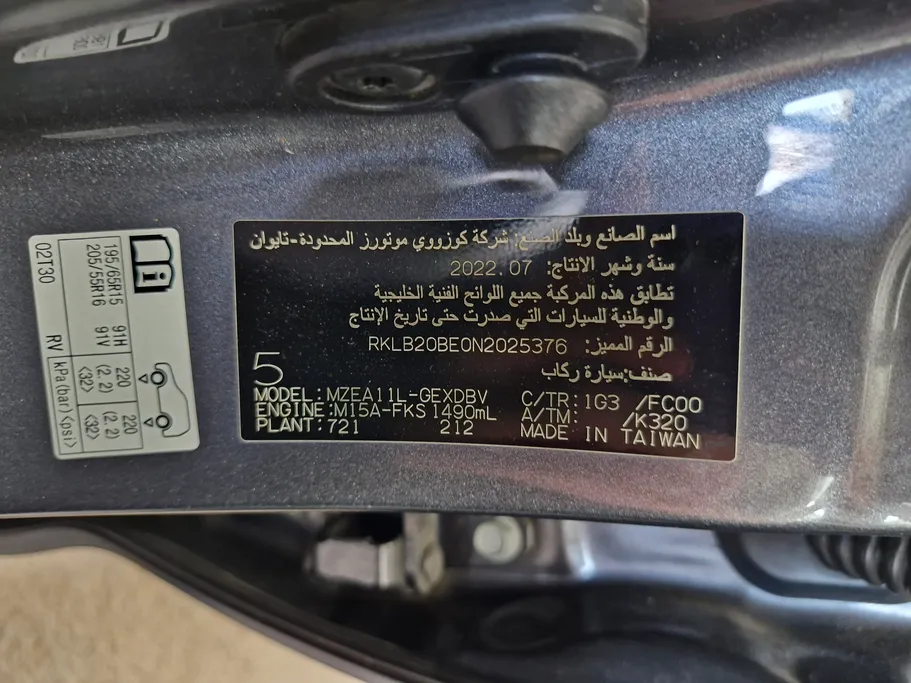 اسم الصانع وبلد الصنع: شركة كوزووي موتورز المحدودة-تايوان
سنة وشهر الانتاج: 2022.07
تطابق هذه المركبة جميع اللوائح الفنية الخليجية
والوطنية للسيارات التي صدرت حتى تاريخ الإنتاج
الرقم المميز: RKLB20BE0N2025376
صنف:سيارة ركاب
5
MODEL:MZEA11L-GEXDBV C/TR:1G3 /FC00
ENGINE:M15A-FKS 1490mL A/TM: /K320
PLANT:721 212 MADE IN TAIWAN
195/65R15 91H 220 (2.2) <32> 220 (2.2) <32>
205/55R16 91V
02T30 RV kPa(bar)<psi>